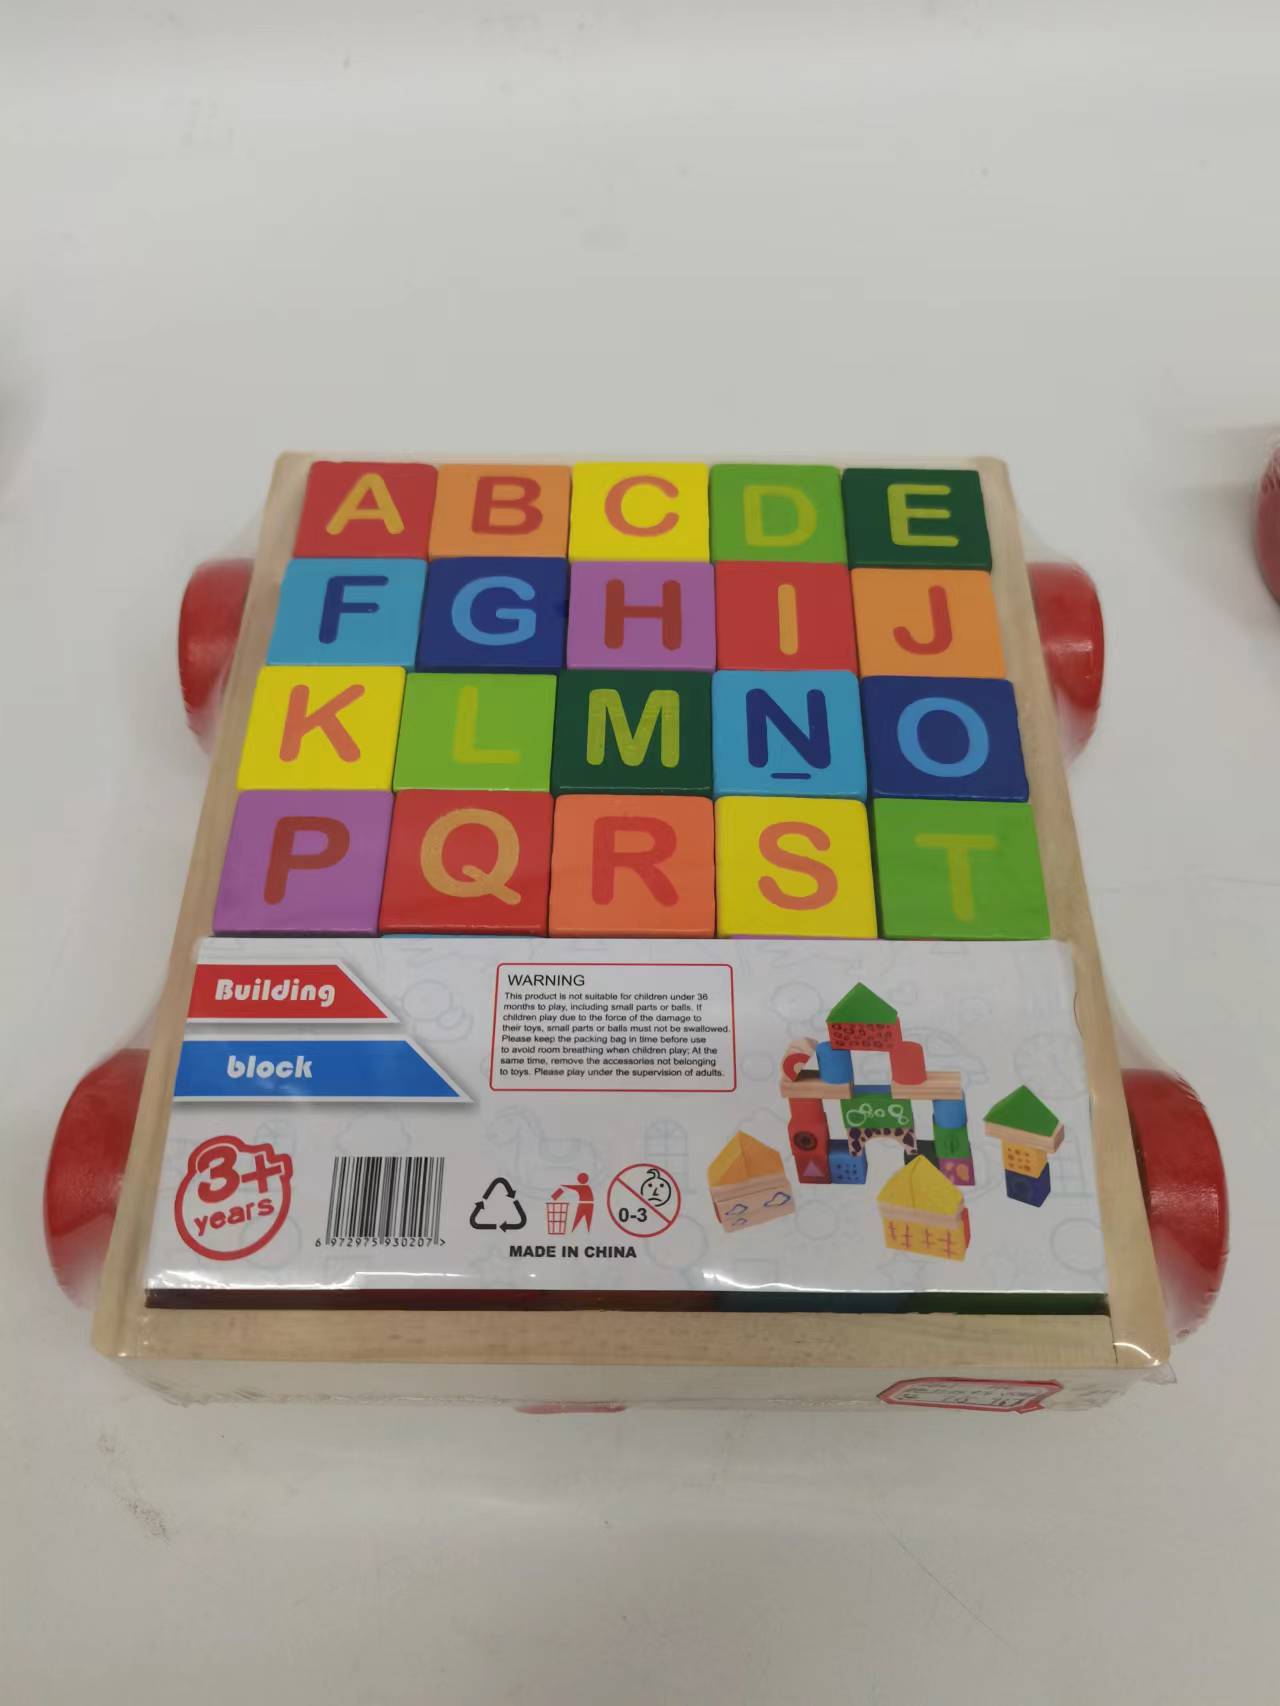 A B C D E
F G H I J
K L M N O
P Q R S T
Building
block
WARNING
This product is not suitable for children under 36
months to play, including small parts or balls. If
children play due to the force of the damage to
their toys, small parts or balls must not be swallowed.
Please keep the packing bag in time before use
to avoid room breathing when children play; At the
same time, remove the accessories not belonging
to toys. Please play under the supervision of adults.
3+
years
6 972975 930207 >
0-3
MADE IN CHINA